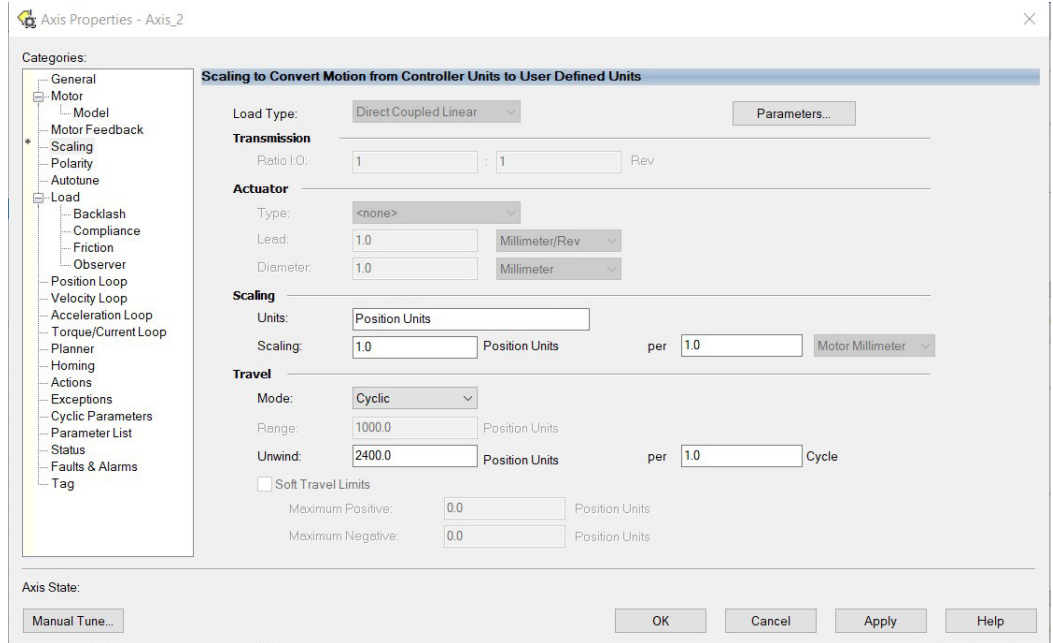 Axis Properties - Axis_2
Categories:
General
Motor
Model
Motor Feedback
* Scaling
Polarity
Autotune
Load
Backlash
Compliance
Friction
Observer
Position Loop
Velocity Loop
Acceleration Loop
Torque/Current Loop
Planner
Homing
Actions
Exceptions
Cyclic Parameters
Parameter List
Status
Faults & Alarms
Tag
Scaling to Convert Motion from Controller Units to User Defined Units
Load Type: Direct Coupled Linear Parameters...
Transmission
Ratio I:O: 1 : 1 Rev
Actuator
Type: <none>
Lead: 1.0 Millimeter/Rev
Diameter: 1.0 Millimeter
Scaling
Units: Position Units
Scaling: 1.0 Position Units per 1.0 Motor Millimeter
Travel
Mode: Cyclic
Range: 1000.0 Position Units
Unwind: 2400.0 Position Units per 1.0 Cycle
Soft Travel Limits
Maximum Positive: 0.0 Position Units
Maximum Negative: 0.0 Position Units
Axis State:
Manual Tune... OK Cancel Apply Help